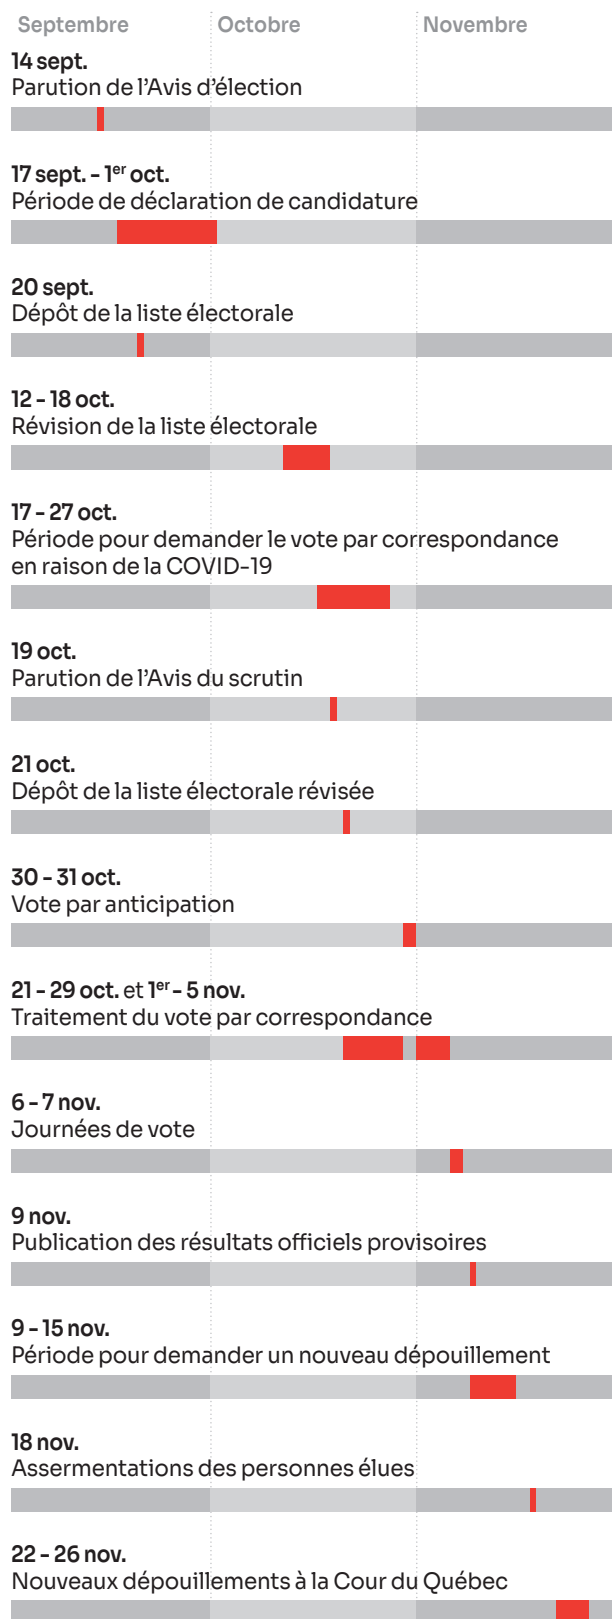 Septembre Octobre Novembre
14 sept.
Parution de l’Avis d’élection
17 sept. - 1er oct.
Période de déclaration de candidature
20 sept.
Dépôt de la liste électorale
12 - 18 oct.
Révision de la liste électorale
17 - 27 oct.
Période pour demander le vote par correspondance
en raison de la COVID-19
19 oct.
Parution de l’Avis du scrutin
21 oct.
Dépôt de la liste électorale révisée
30 - 31 oct.
Vote par anticipation
21 - 29 oct. et 1er - 5 nov.
Traitement du vote par correspondance
6 - 7 nov.
Journées de vote
9 nov.
Publication des résultats officiels provisoires
9 - 15 nov.
Période pour demander un nouveau dépouillement
18 nov.
Assermentations des personnes élues
22 - 26 nov.
Nouveaux dépouillements à la Cour du Québec